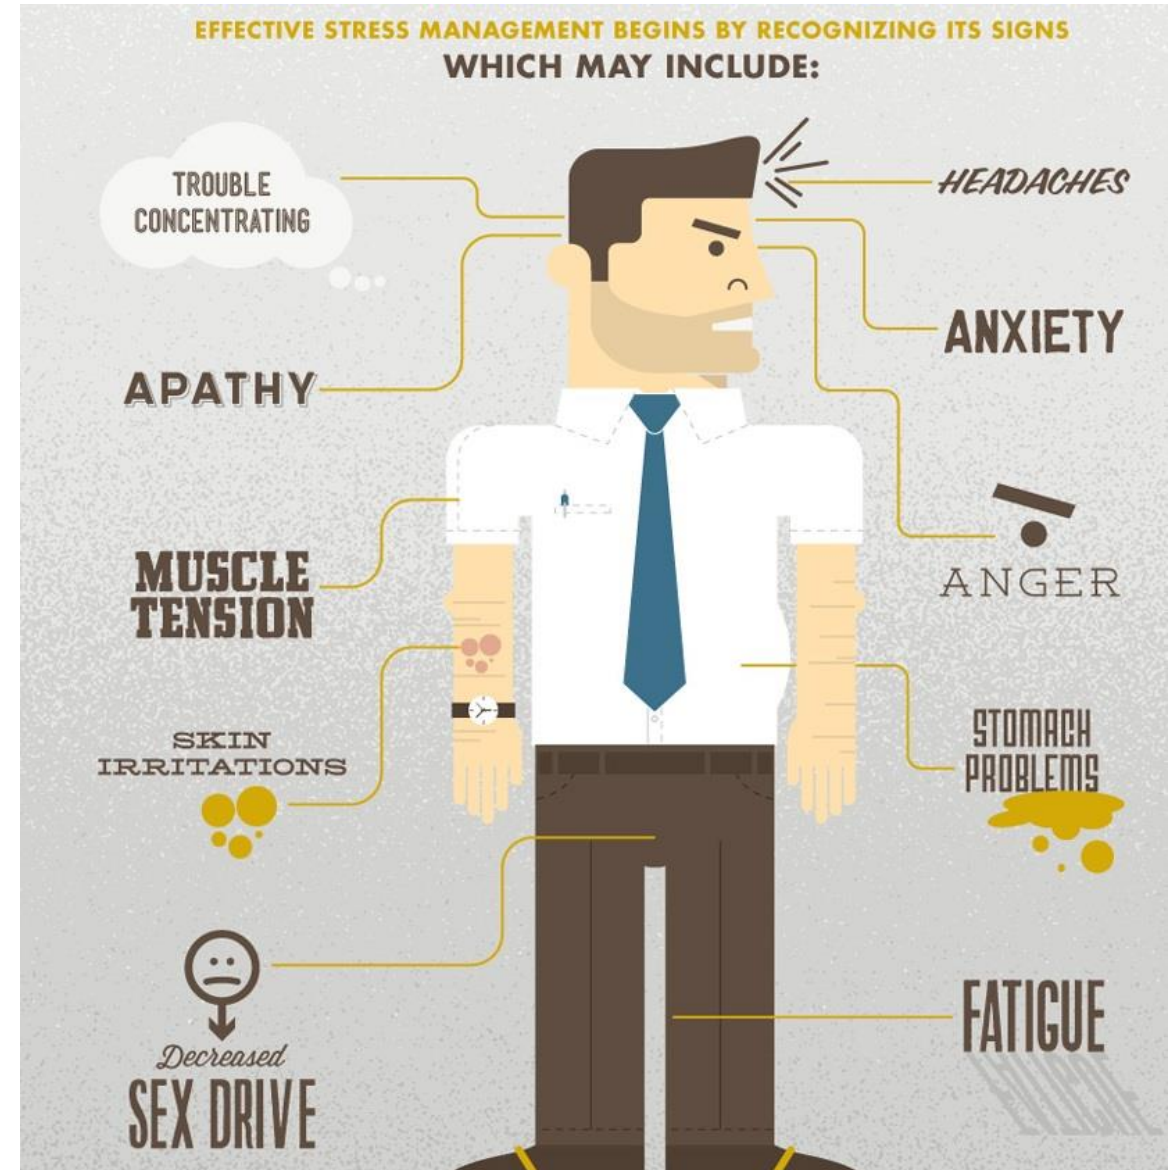 EFFECTIVE STRESS MANAGEMENT BEGINS BY RECOGNIZING ITS SIGNS
WHICH MAY INCLUDE:
TROUBLE
CONCENTRATING
HEADACHES
APATHY
ANXIETY
MUSCLE
TENSION
ANGER
SKIN
IRRITATIONS
STOMACH
PROBLEMS
Decreased
SEX DRIVE
FATIGUE